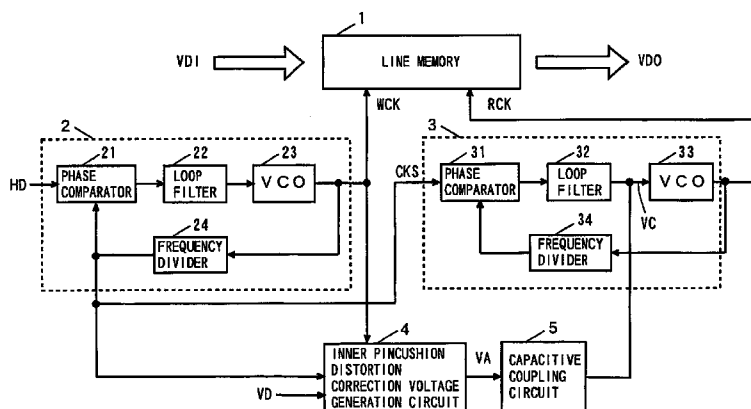 1
VDI
LINE MEMORY
VDO
WCK
RCK
2
21
22
23
HD
PHASE
COMPARATOR
LOOP
FILTER
VCO
24
FREQUENCY
DIVIDER
CKS
3
31
32
33
PHASE
COMPARATOR
LOOP
FILTER
VCO
VC
34
FREQUENCY
DIVIDER
4
INNER PINCUSHION
DISTORTION
CORRECTION VOLTAGE
GENERATION CIRCUIT
VD
VA
5
CAPACITIVE
COUPLING
CIRCUIT